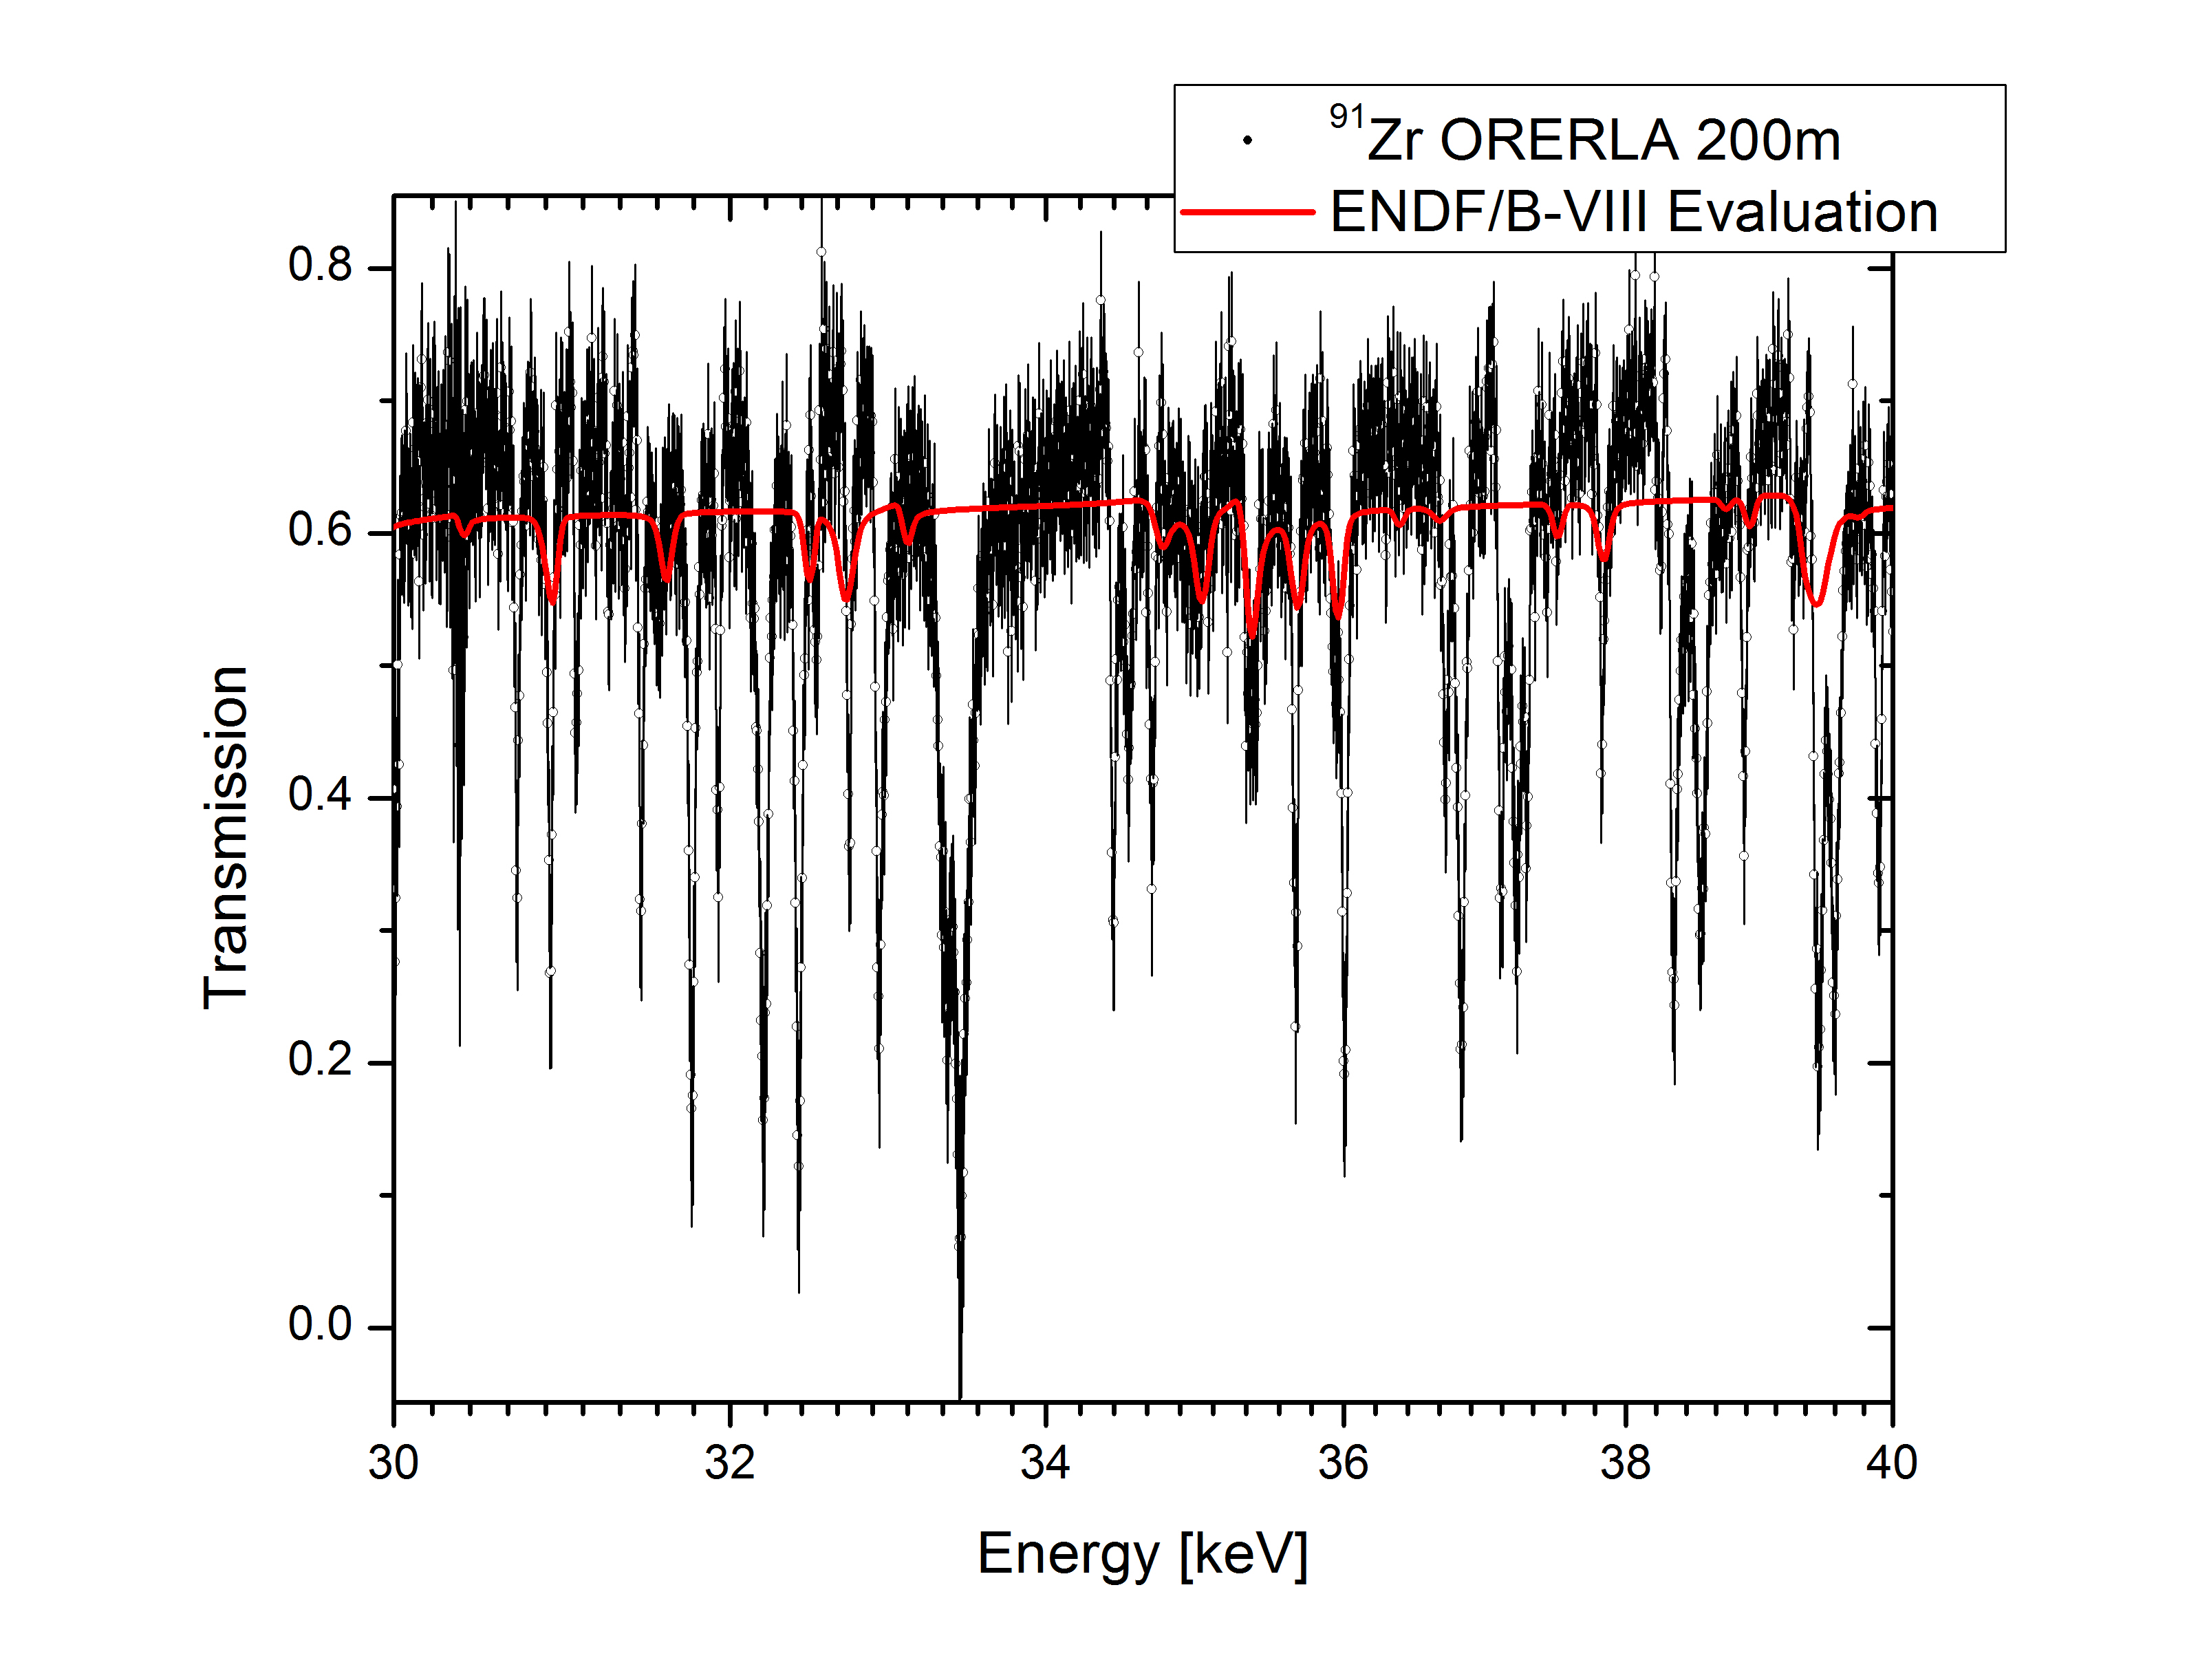 ⁹¹Zr ORERLA 200m
ENDF/B-VIII Evaluation
0.8
0.6
0.4
0.2
0.0
Transmission
30 32 34 36 38 40
Energy [keV]